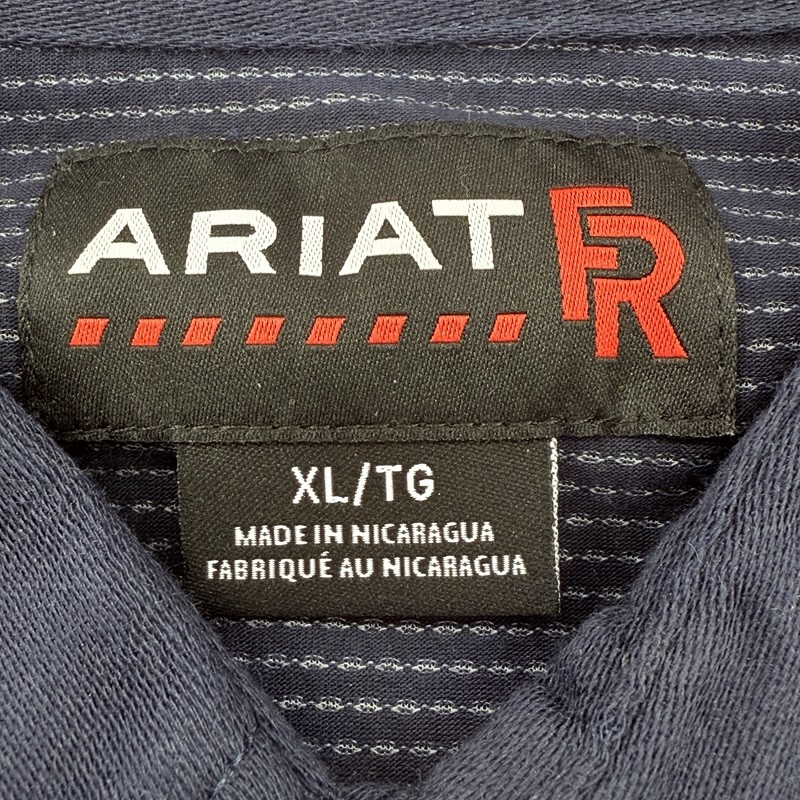 ARIAT FR
XL/TG
MADE IN NICARAGUA
FABRIQUÉ AU NICARAGUA